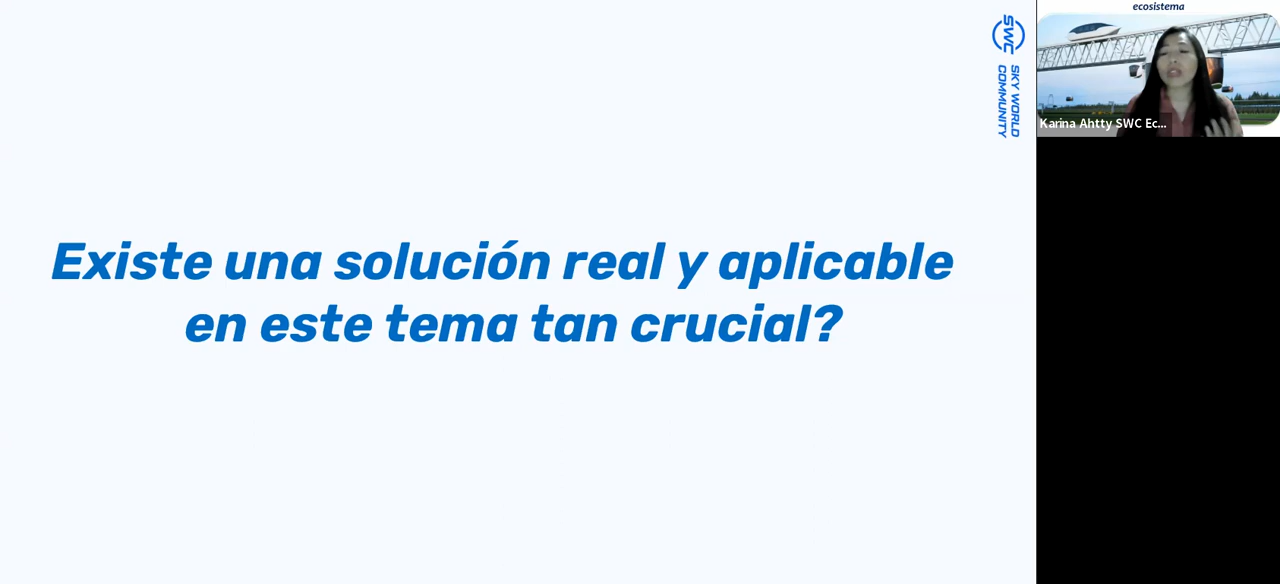 Existe una solución real y aplicable
en este tema tan crucial?
SWC
SKY WORLD
COMMUNITY
ecosistema
Karina Ahtty SWC Ec...